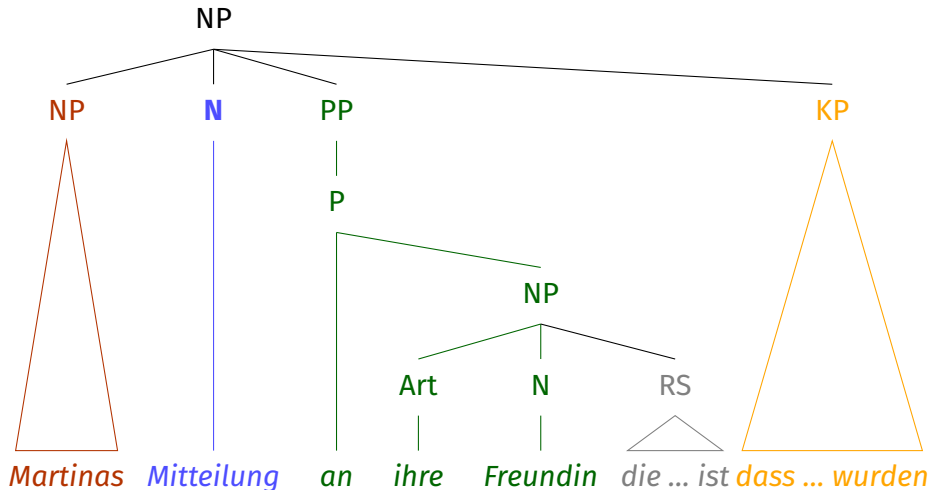 NP
NP N PP KP
P
NP
Art N RS
Martinas Mitteilung an ihre Freundin die ... ist dass ... wurden